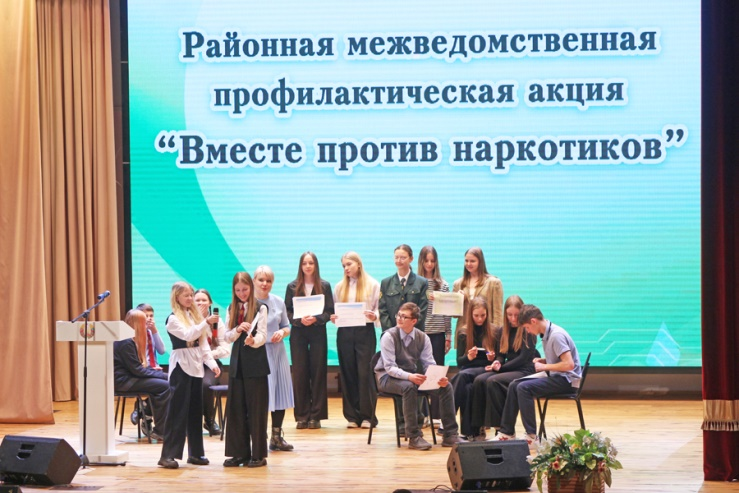 Районная межведомственная
профилактическая акция
“Вместе против наркотиков”